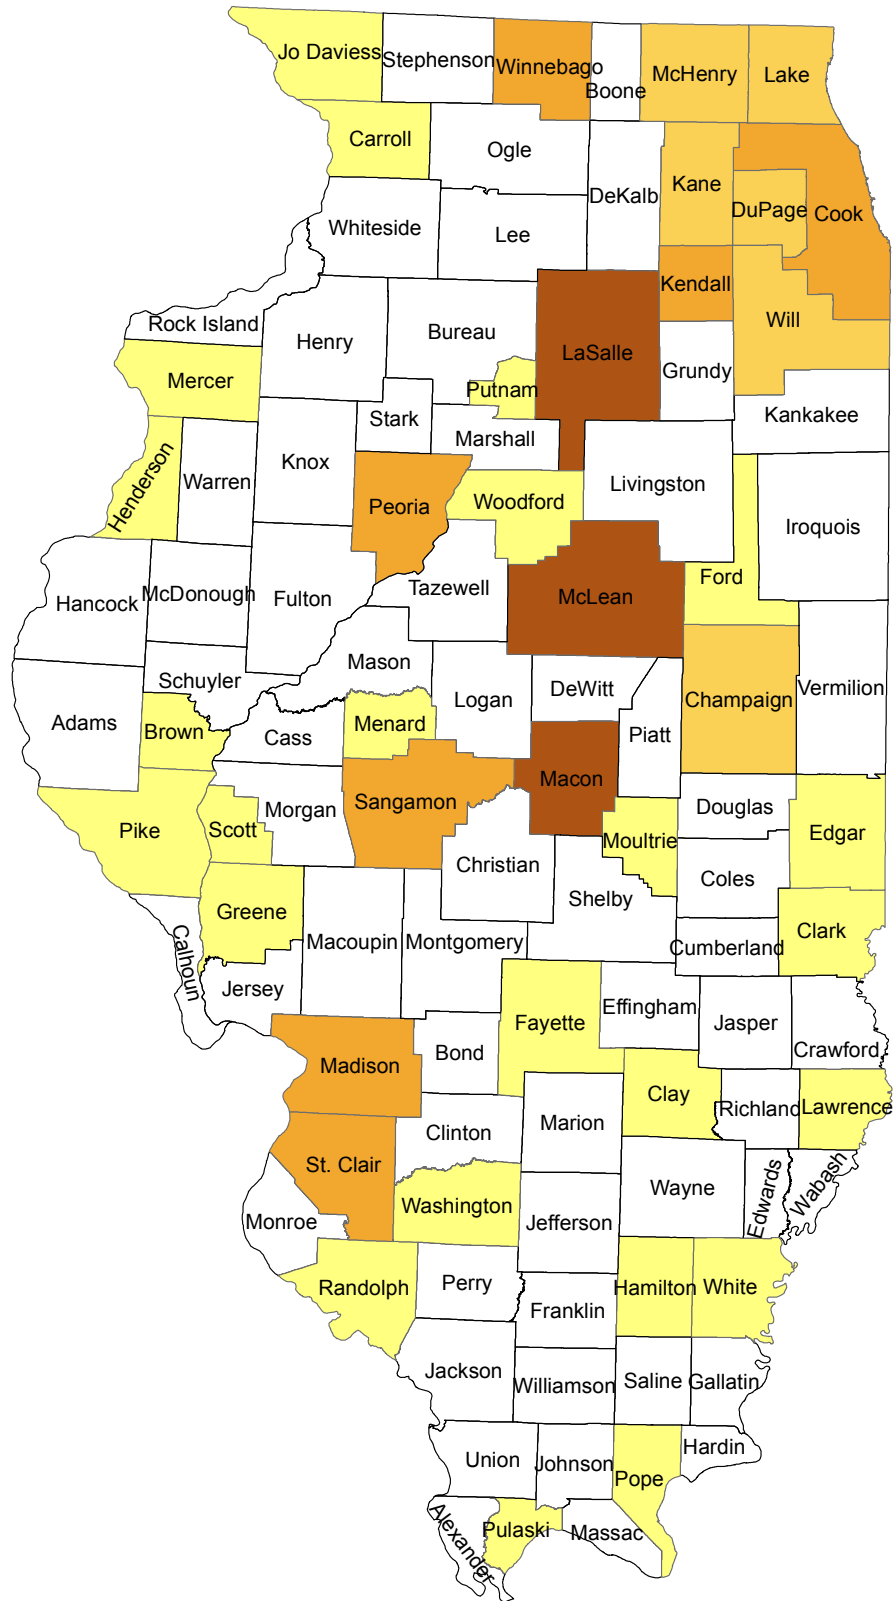 Jo Daviess
Stephenson
Winnebago
Boone
McHenry
Lake
Carroll
Ogle
DeKalb
Kane
DuPage
Cook
Whiteside
Lee
Kendall
Rock Island
Henry
Bureau
LaSalle
Grundy
Will
Mercer
Putnam
Kankakee
Stark
Marshall
Henderson
Warren
Knox
Peoria
Woodford
Livingston
Iroquois
Hancock
McDonough
Fulton
Tazewell
McLean
Ford
Schuyler
Mason
Logan
DeWitt
Champaign
Vermilion
Adams
Brown
Cass
Menard
Piatt
Macon
Pike
Scott
Morgan
Sangamon
Christian
Moultrie
Douglas
Edgar
Coles
Greene
Shelby
Clark
Calhoun
Macoupin
Montgomery
Cumberland
Jersey
Fayette
Effingham
Jasper
Crawford
Madison
Bond
Clay
Richland
Lawrence
Marion
Clinton
St. Clair
Wayne
Edwards
Wabash
Monroe
Washington
Jefferson
Randolph
Perry
Hamilton
White
Franklin
Jackson
Williamson
Saline
Gallatin
Union
Johnson
Pope
Hardin
Alexander
Pulaski
Massac